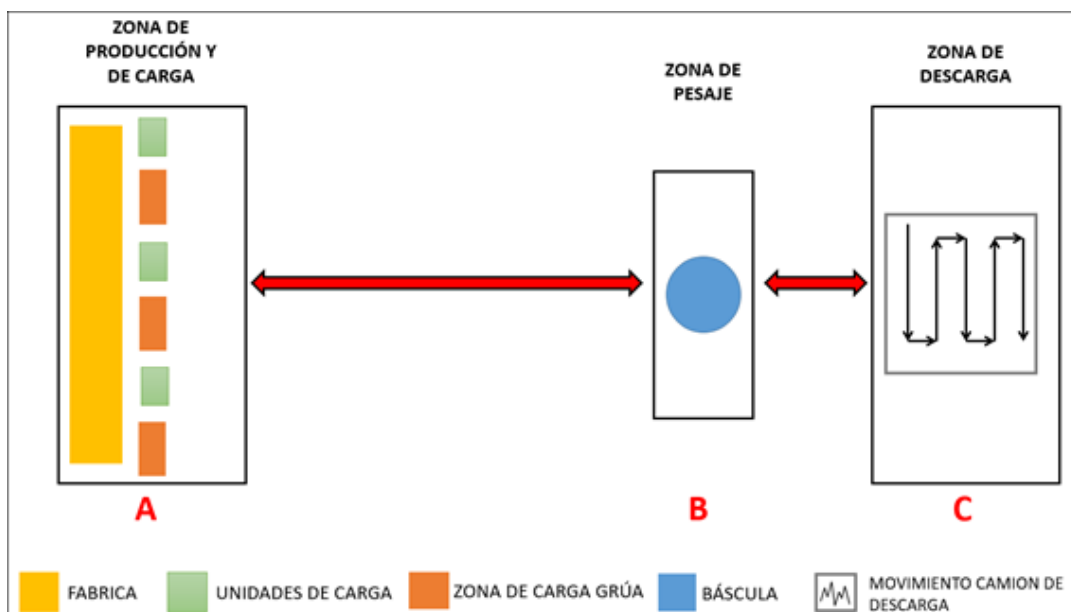 ZONA DE
PRODUCCIÓN Y
DE CARGA
ZONA DE
PESAJE
ZONA DE
DESCARGA
A
B
C
FABRICA
UNIDADES DE CARGA
ZONA DE CARGA GRÚA
BÁSCULA
MOVIMIENTO CAMION DE
DESCARGA